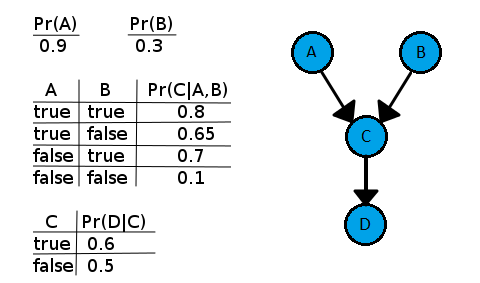 Pr(A) Pr(B)
0.9 0.3
A B Pr(C|A,B)
true true 0.8
true false 0.65
false true 0.7
false false 0.1
C Pr(D|C)
true 0.6
false 0.5
A B
C
D